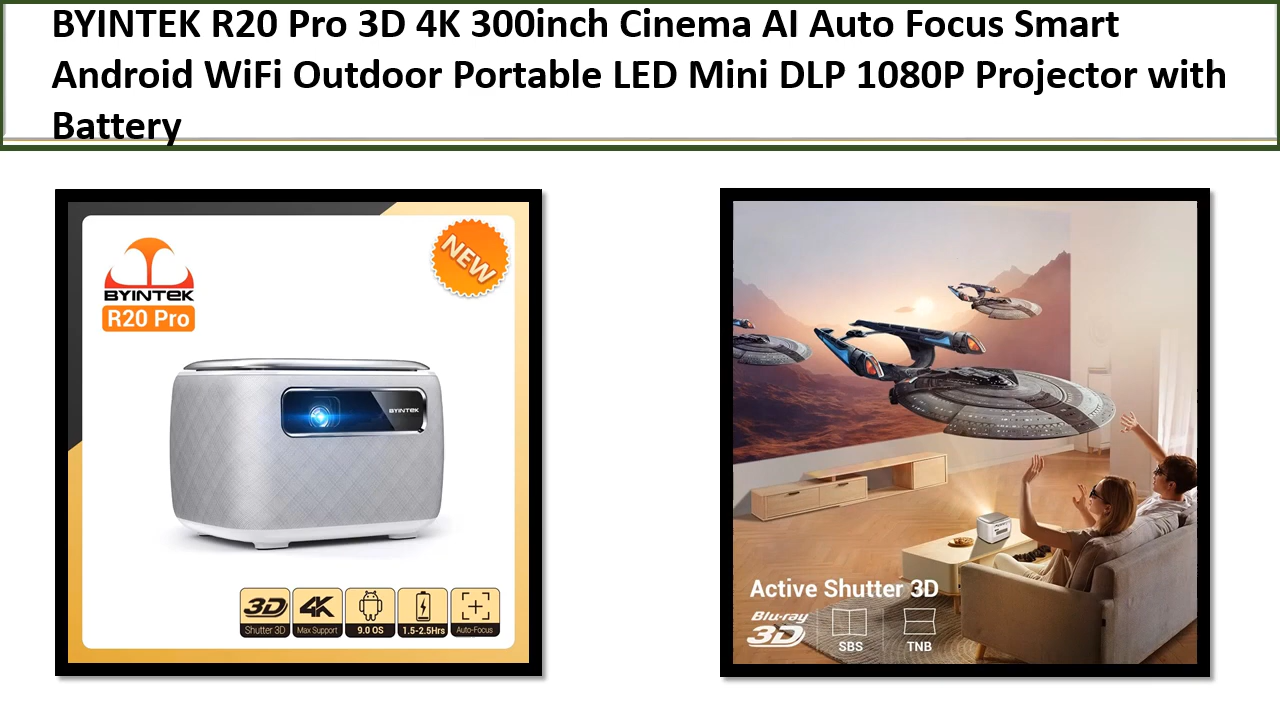 BYINTEK R20 Pro 3D 4K 300inch Cinema AI Auto Focus Smart
Android WiFi Outdoor Portable LED Mini DLP 1080P Projector with
Battery
NEW
BYINTEK
R20 Pro
BYINTEK
3D
Shutter 3D
4K
Max Support
9.0 OS
1.5-2.5Hrs
Auto-Focus
Active Shutter 3D
Blu-ray
3D
SBS
TNB